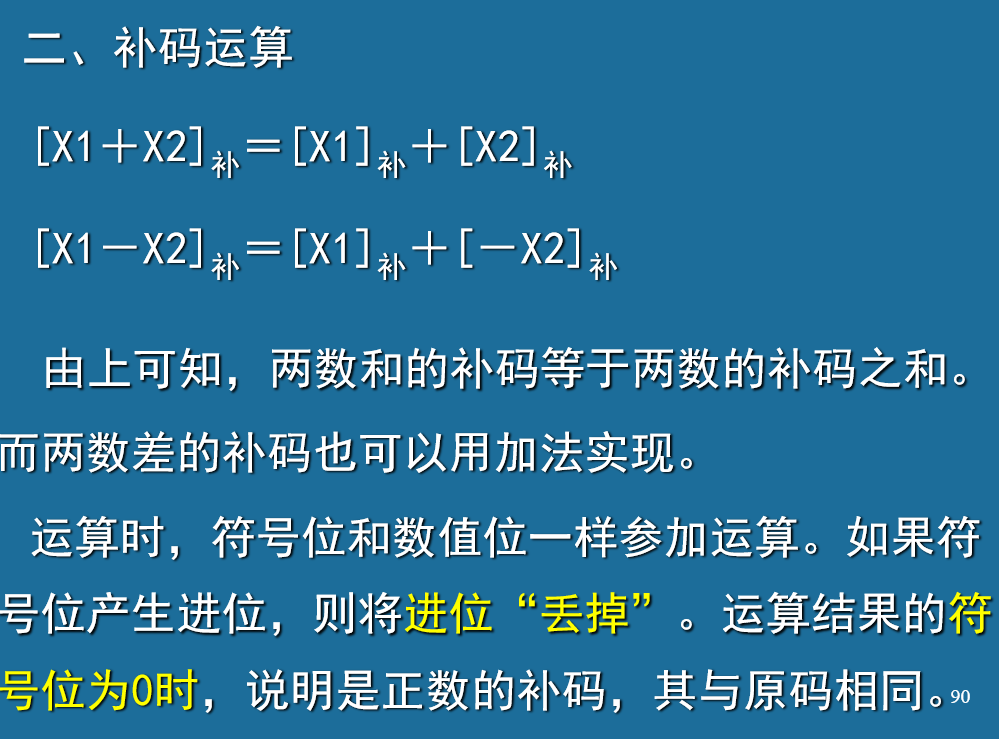 二、补码运算
[X1＋X2]补＝[X1]补＋[X2]补
[X1－X2]补＝[X1]补＋[－X2]补
由上可知，两数和的补码等于两数的补码之和。
而两数差的补码也可以用加法实现。
运算时，符号位和数值位一样参加运算。如果符
号位产生进位，则将进位“丢掉”。运算结果的符
号位为0时，说明是正数的补码，其与原码相同。
90